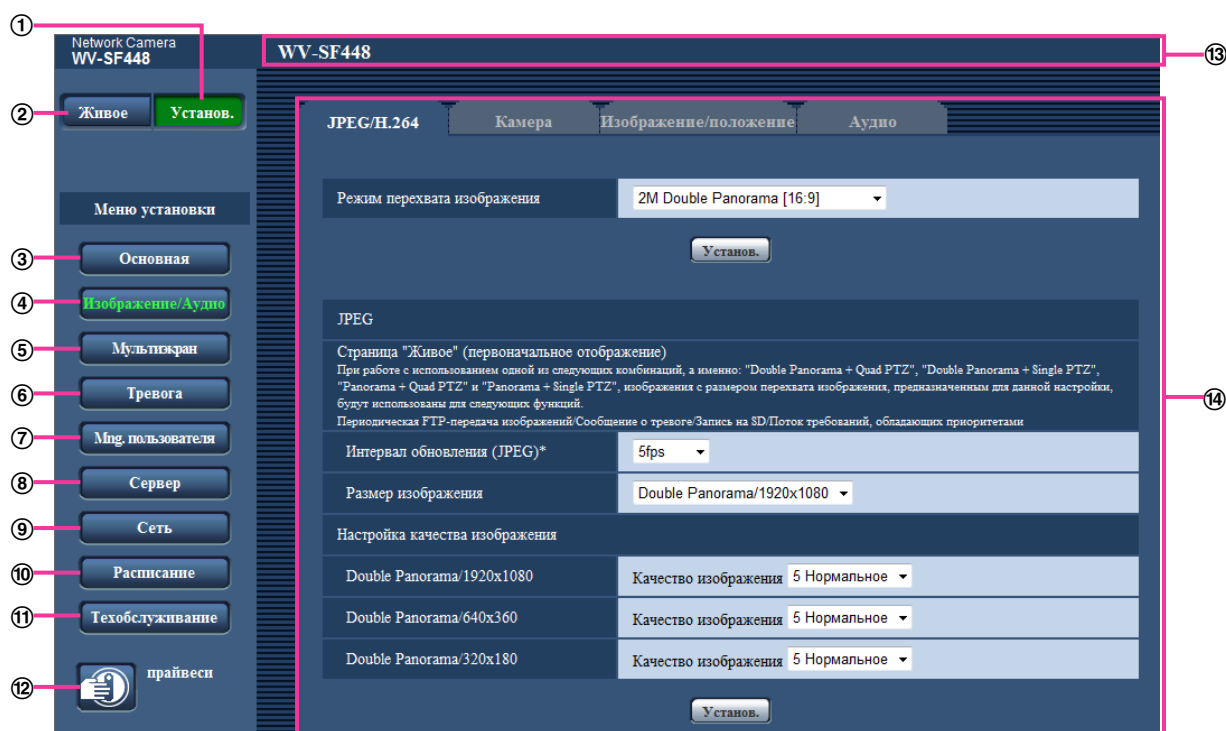 ①
Network Camera
WV-SF448
WV-SF448
⑬
② Живое Установ.
JPEG/H.264 Камера Изображение/положение Аудио
Режим перехвата изображения 2M Double Panorama [16:9]
Меню установки
Установ.
③ Основная
④ Изображение/Аудио
JPEG
⑤ Мультиэкран
Страница "Живое" (первоначальное отображение)
При работе с использованием одной из следующих комбинаций, а именно: "Double Panorama + Quad PTZ", "Double Panorama + Single PTZ",
"Panorama + Quad PTZ" и "Panorama + Single PTZ", изображения с размером перехвата изображения, предназначенным для данной настройки,
будут использованы для следующих функций.
Периодическая FTP-передача изображений/Сообщение о тревоге/Запись на SD/Поток требований, обладающих приоритетами
⑥ Тревога
⑭
⑦ Mng. пользователя
Интервал обновления (JPEG)* 5fps
⑧ Сервер
Размер изображения Double Panorama/1920x1080
⑨ Сеть
Настройка качества изображения
⑩ Расписание
Double Panorama/1920x1080 Качество изображения 5 Нормальное
⑪ Техобслуживание
Double Panorama/640x360 Качество изображения 5 Нормальное
Double Panorama/320x180 Качество изображения 5 Нормальное
⑫ прайвеси
Установ.